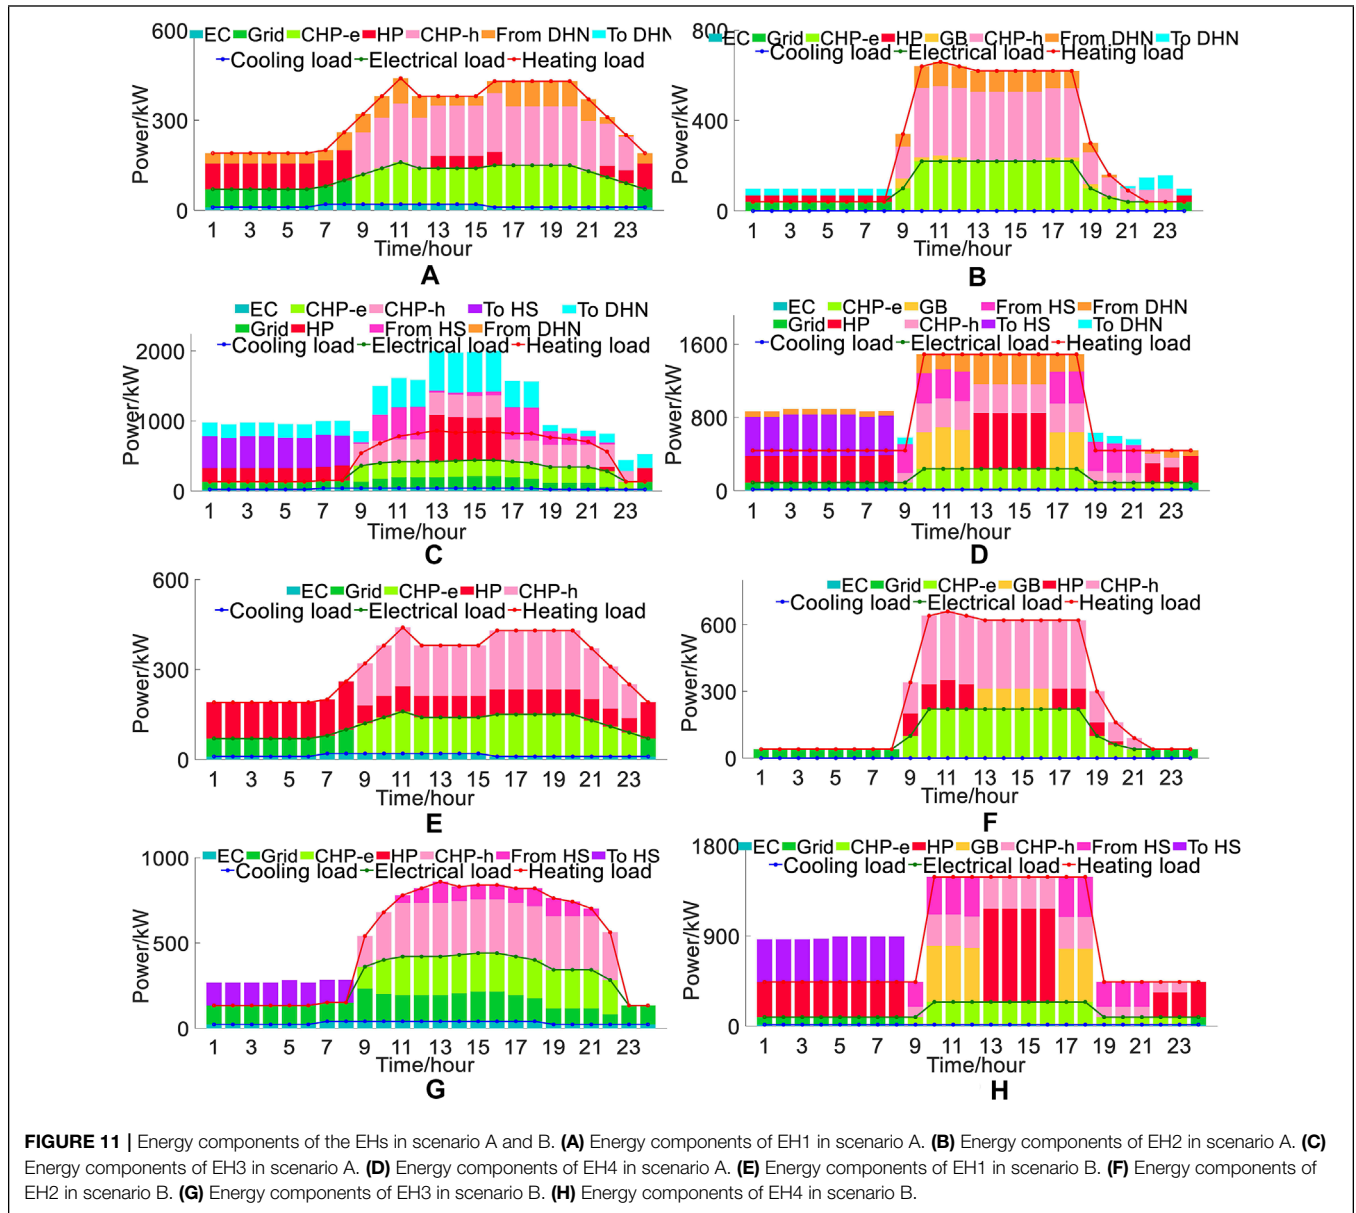 600
EC Grid CHP-e HP CHP-h From DHN To DHN
Cooling load Electrical load Heating load
300
0
Power/kW
1 3 5 7 9 11 13 15 17 19 21 23
Time/hour
A
800
EC Grid CHP-e HP GB CHP-h From DHN To DHN
Cooling load Electrical load Heating load
400
0
Power/kW
1 3 5 7 9 11 13 15 17 19 21 23
Time/hour
B
EC CHP-e CHP-h To HS To DHN
Grid HP From HS From DHN
Cooling load Electrical load Heating load
2000
1000
0
Power/kW
1 3 5 7 9 11 13 15 17 19 21 23
Time/hour
C
EC CHP-e GB From HS From DHN
Grid HP CHP-h To HS To DHN
Cooling load Electrical load Heating load
1600
800
0
Power/kW
1 3 5 7 9 11 13 15 17 19 21 23
Time/hour
D
600
EC Grid CHP-e HP CHP-h
Cooling load Electrical load Heating load
300
0
Power/kW
1 3 5 7 9 11 13 15 17 19 21 23
Time/hour
E
EC Grid CHP-e GB HP CHP-h
Cooling load Electrical load Heating load
600
300
0
Power/kW
1 3 5 7 9 11 13 15 17 19 21 23
Time/hour
F
1000
EC Grid CHP-e HP CHP-h From HS To HS
Cooling load Electrical load Heating load
500
0
Power/kW
1 3 5 7 9 11 13 15 17 19 21 23
Time/hour
G
1800
EC Grid CHP-e HP GB CHP-h From HS To HS
Cooling load Electrical load Heating load
900
0
Power/kW
1 3 5 7 9 11 13 15 17 19 21 23
Time/hour
H
FIGURE 11 | Energy components of the EHs in scenario A and B. (A) Energy components of EH1 in scenario A. (B) Energy components of EH2 in scenario A. (C)
Energy components of EH3 in scenario A. (D) Energy components of EH4 in scenario A. (E) Energy components of EH1 in scenario B. (F) Energy components of
EH2 in scenario B. (G) Energy components of EH3 in scenario B. (H) Energy components of EH4 in scenario B.